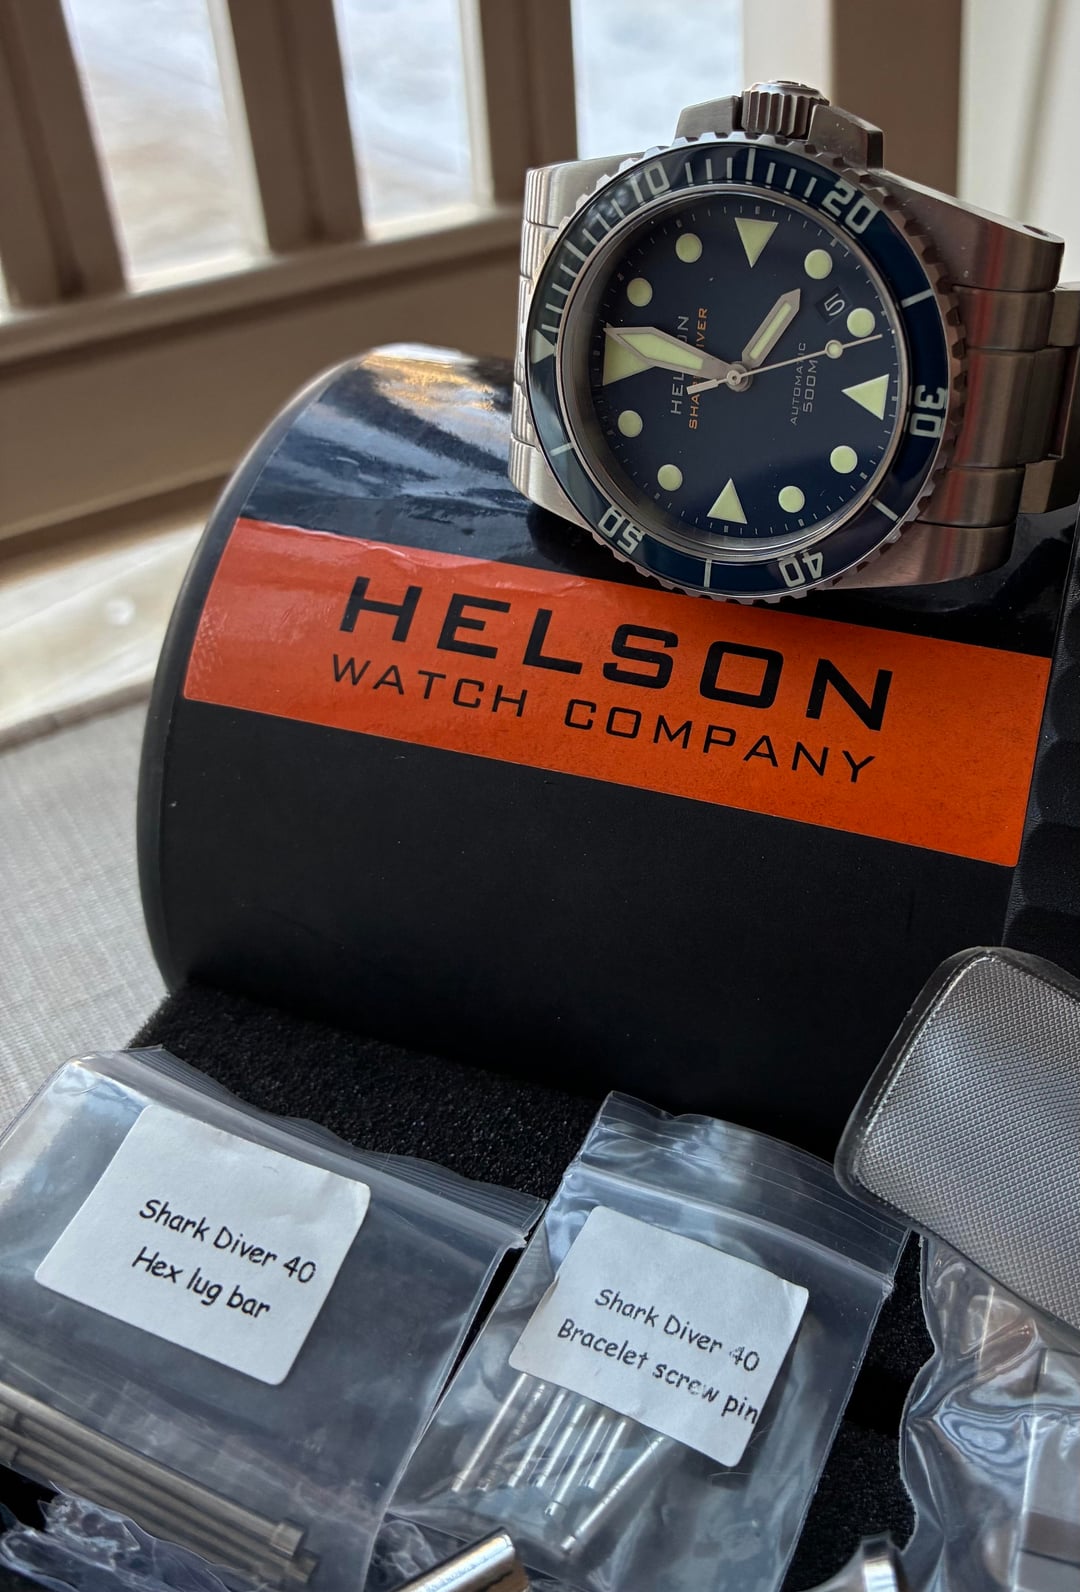 10
20
30
40
50
5
HELSON
SHARK DIVER
AUTOMATIC
500M
HELSON
WATCH COMPANY
Shark Diver 40
Hex lug bar
Shark Diver 40
Bracelet screw pin